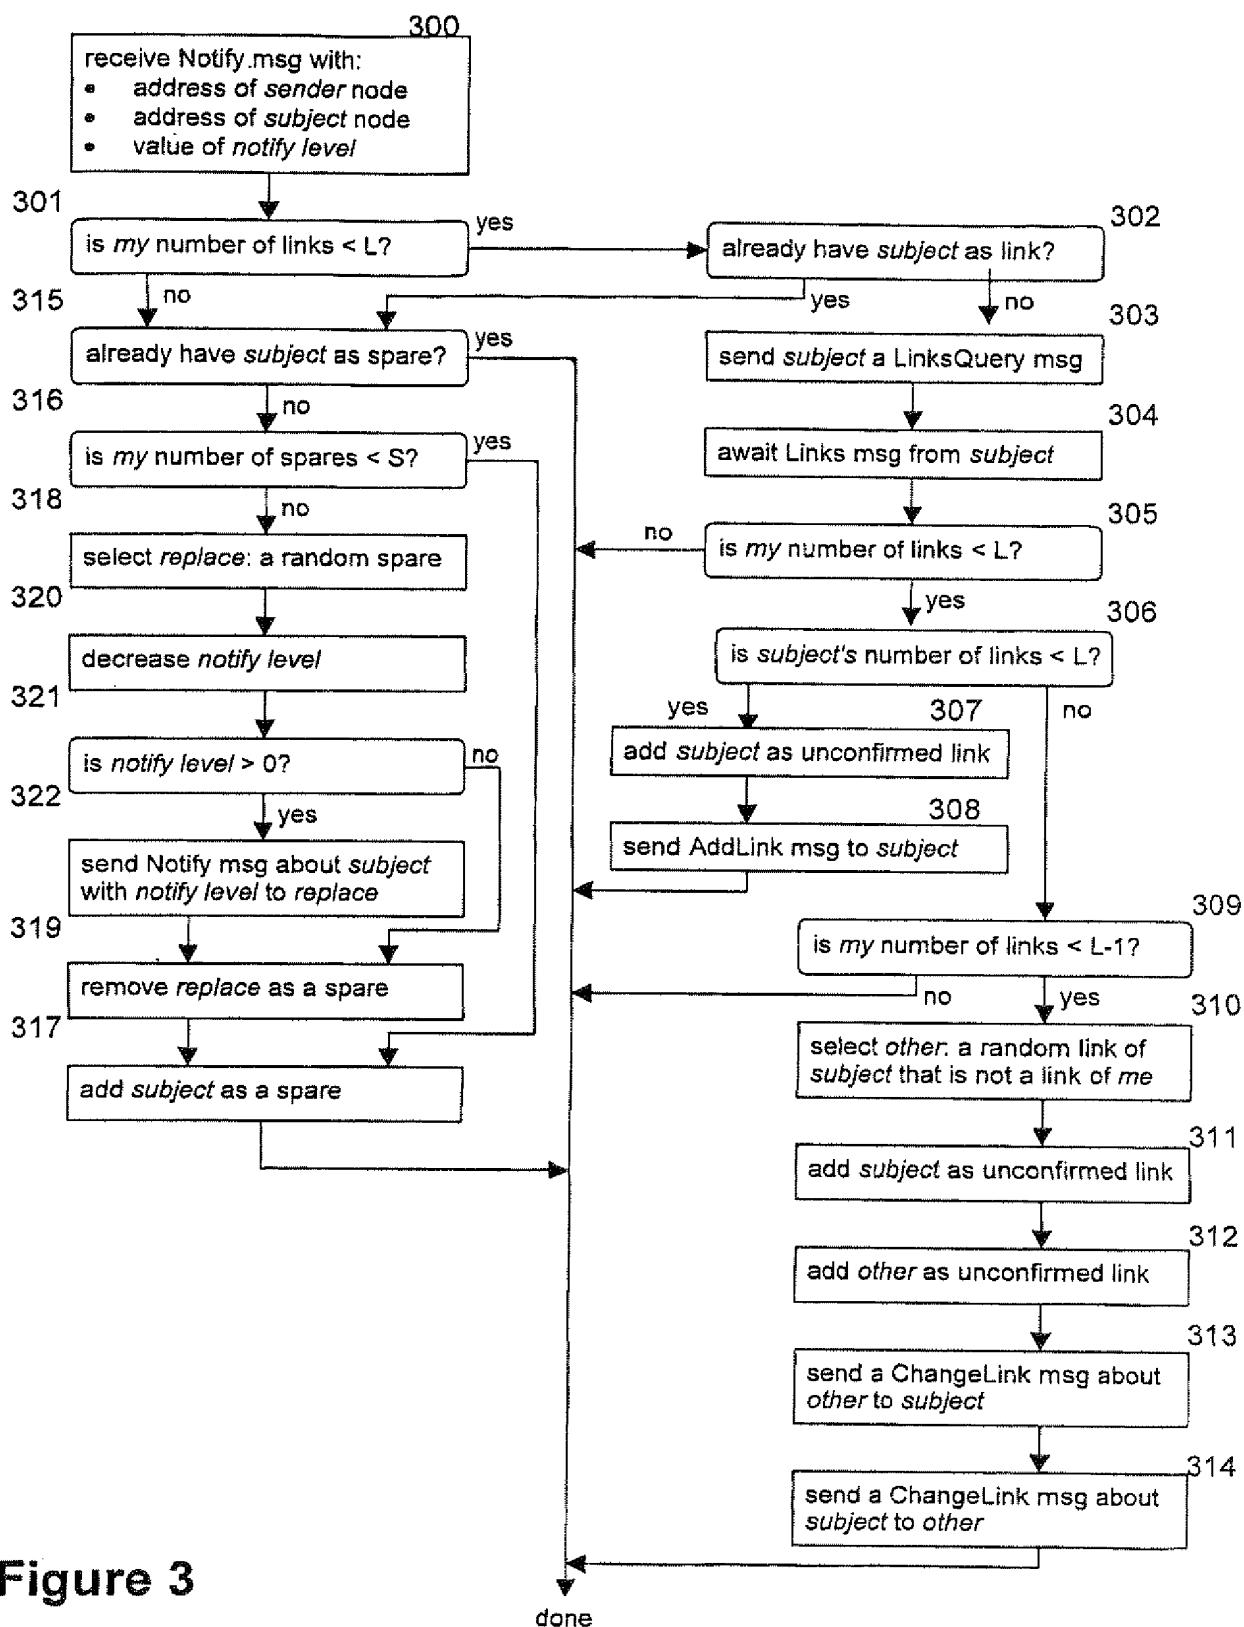 300
receive Notify.msg with:
• address of sender node
• address of subject node
• value of notify level
301
is my number of links < L?
yes
no
302
already have subject as link?
yes
no
315
already have subject as spare?
yes
no
303
send subject a LinksQuery msg
316
is my number of spares < S?
yes
no
304
await Links msg from subject
318
select replace: a random spare
305
is my number of links < L?
no
yes
320
decrease notify level
306
is subject's number of links < L?
yes
no
321
is notify level > 0?
no
yes
307
add subject as unconfirmed link
322
send Notify msg about subject
with notify level to replace
308
send AddLink msg to subject
319
remove replace as a spare
309
is my number of links < L-1?
no
yes
317
add subject as a spare
310
select other: a random link of
subject that is not a link of me
311
add subject as unconfirmed link
312
add other as unconfirmed link
313
send a ChangeLink msg about
other to subject
314
send a ChangeLink msg about
subject to other
Figure 3
done